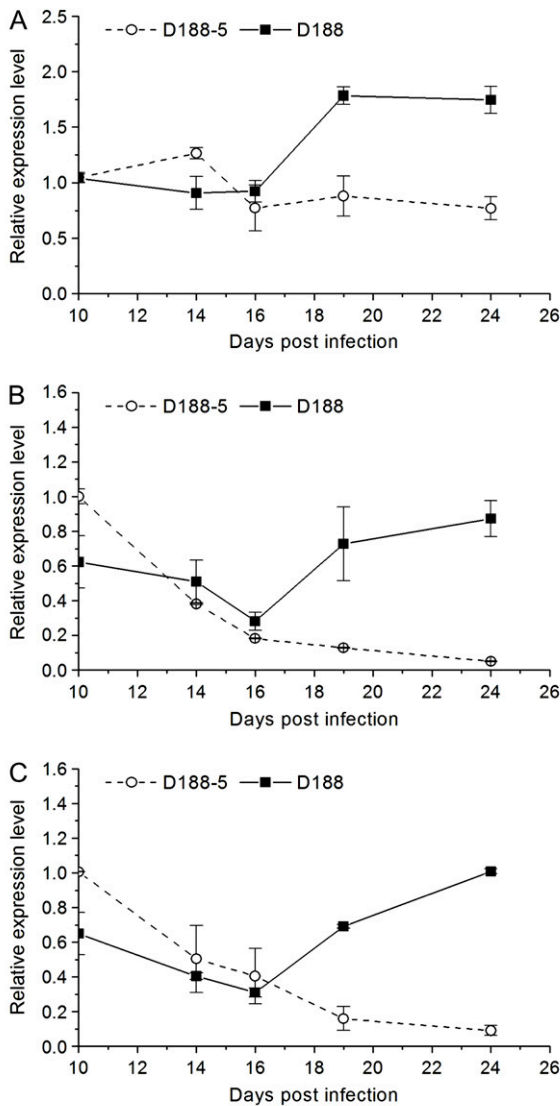 A
D188-5 D188
2.5
2.0
1.5
1.0
0.5
0.0
Relative expression level
10 12 14 16 18 20 22 24 26
Days post infection
B
D188-5 D188
1.6
1.4
1.2
1.0
0.8
0.6
0.4
0.2
0.0
Relative expression level
10 12 14 16 18 20 22 24 26
Days post infection
C
D188-5 D188
1.6
1.4
1.2
1.0
0.8
0.6
0.4
0.2
0.0
Relative expression level
10 12 14 16 18 20 22 24 26
Days post infection